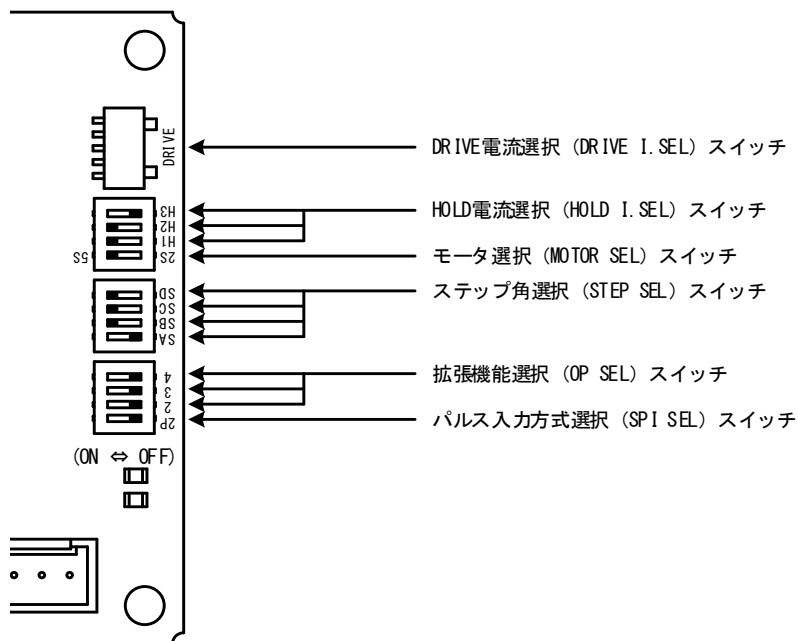 DRIVE
DRIVE電流選択（DRIVE I.SEL）スイッチ
H3
HOLD電流選択（HOLD I.SEL）スイッチ
H2
H1
5S
2S
モータ選択（MOTOR SEL）スイッチ
SD
ステップ角選択（STEP SEL）スイッチ
SC
SB
SA
4
拡張機能選択（OP SEL）スイッチ
3
2
2P
パルス入力方式選択（SPI SEL）スイッチ
(ON ⇔ OFF)